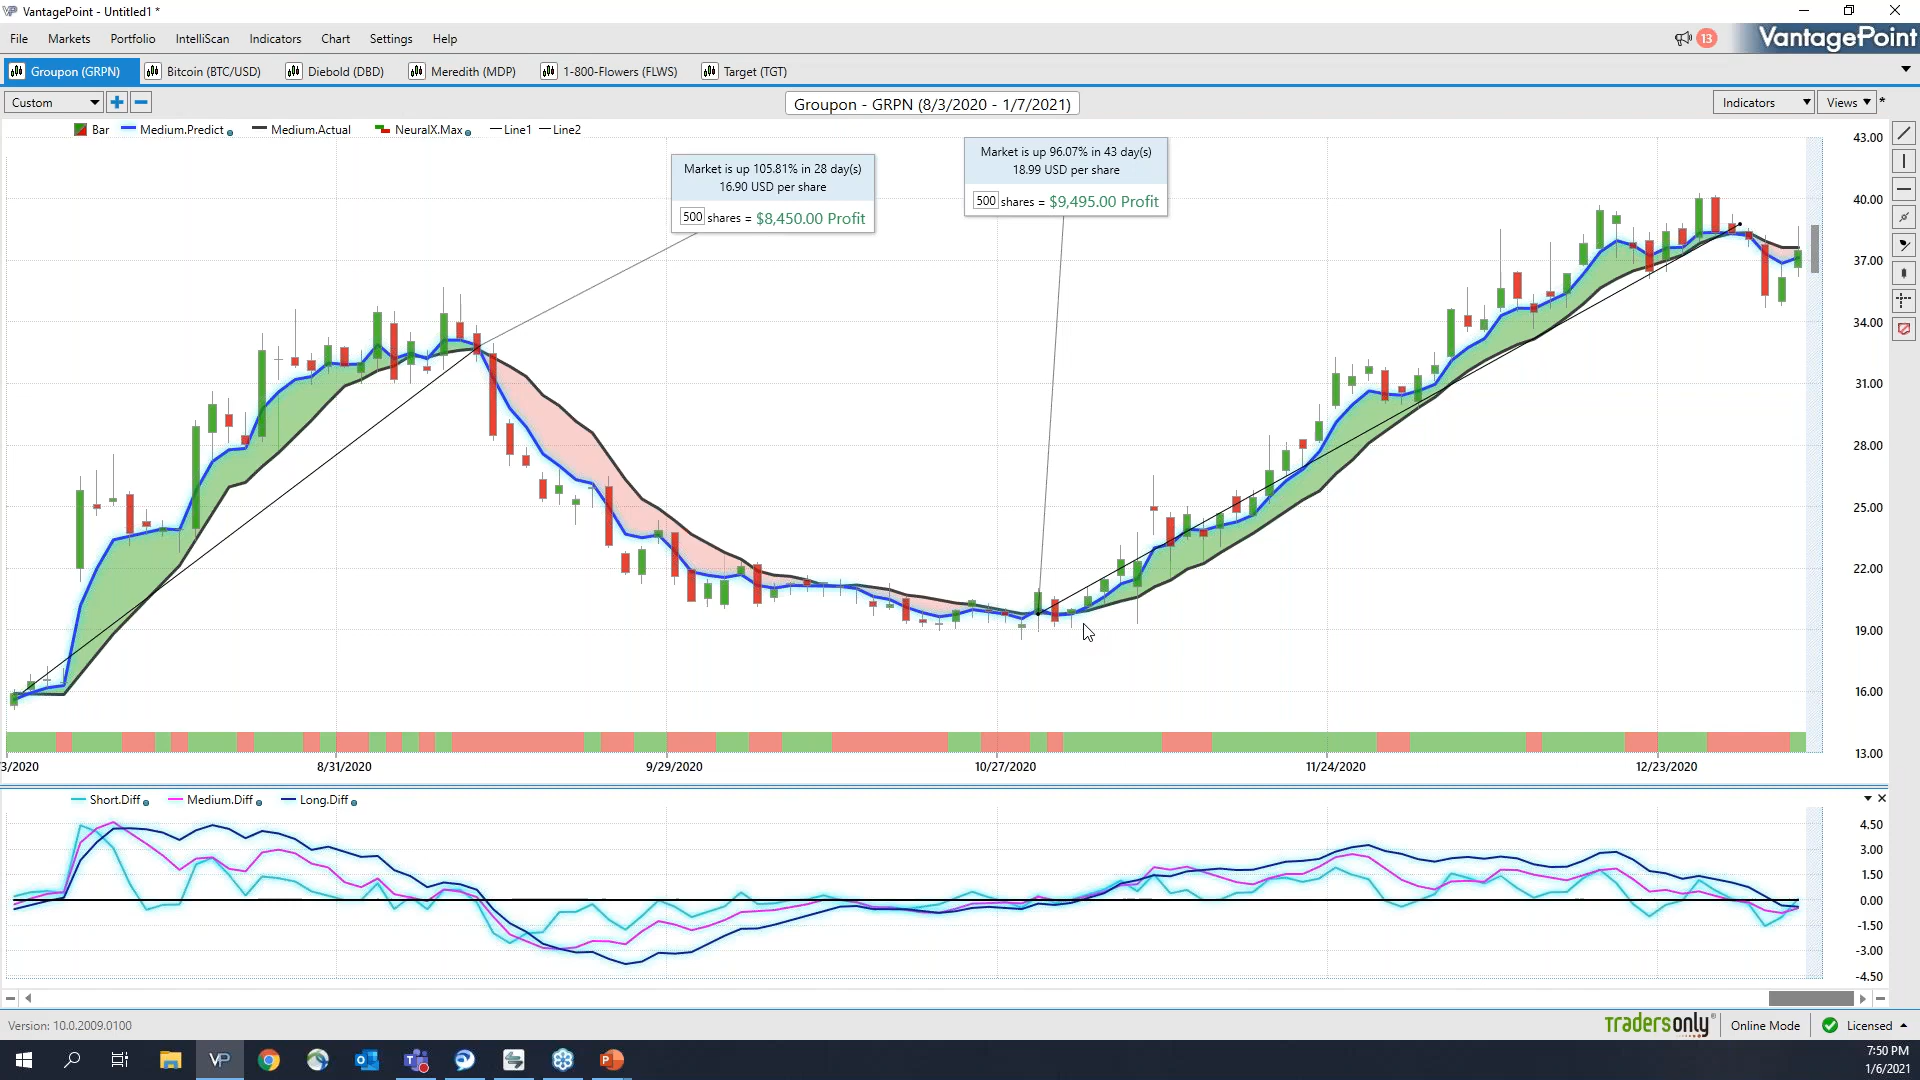 VantagePoint - Untitled1 *
File Markets Portfolio IntelliScan Indicators Chart Settings Help
13
VantagePoint
Groupon (GRPN) Bitcoin (BTC/USD) Diebold (DBD) Meredith (MDP) 1-800-Flowers (FLWS) Target (TGT)
Custom
Groupon - GRPN (8/3/2020 - 1/7/2021)
Indicators Views *
Bar Medium.Predict Medium.Actual NeuralX.Max Line1 Line2
Market is up 105.81% in 28 day(s)
16.90 USD per share
500 shares = $8,450.00 Profit
Market is up 96.07% in 43 day(s)
18.99 USD per share
500 shares = $9,495.00 Profit
43.00
40.00
37.00
34.00
31.00
28.00
25.00
22.00
19.00
16.00
13.00
3/2020 8/31/2020 9/29/2020 10/27/2020 11/24/2020 12/23/2020
Short.Diff Medium.Diff Long.Diff
4.50
3.00
1.50
0.00
-1.50
-3.00
-4.50
Version: 10.0.2009.0100
tradersonly® Online Mode Licensed
VP
7:50 PM
1/6/2021